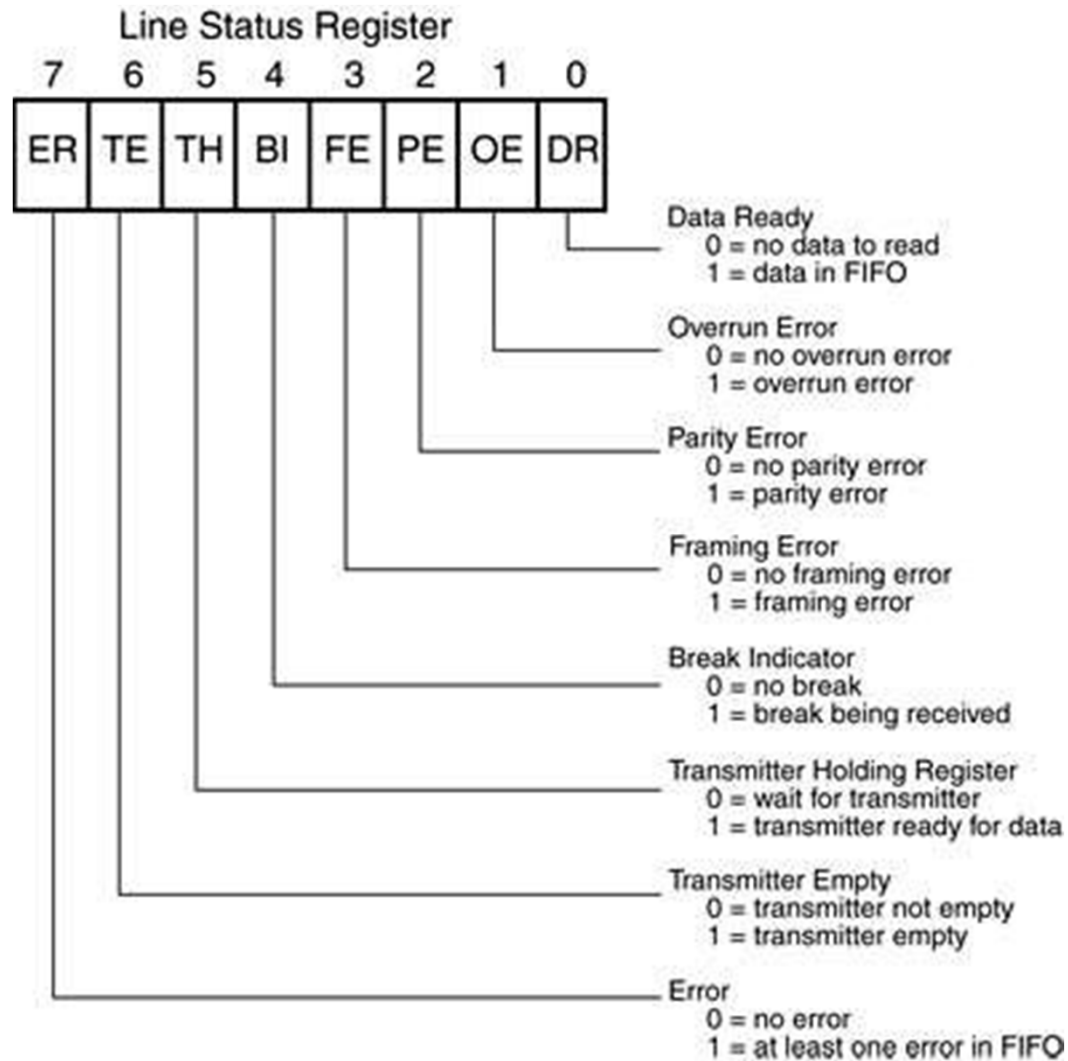 Line Status Register
7 6 5 4 3 2 1 0
ER TE TH BI FE PE OE DR
Data Ready
0 = no data to read
1 = data in FIFO
Overrun Error
0 = no overrun error
1 = overrun error
Parity Error
0 = no parity error
1 = parity error
Framing Error
0 = no framing error
1 = framing error
Break Indicator
0 = no break
1 = break being received
Transmitter Holding Register
0 = wait for transmitter
1 = transmitter ready for data
Transmitter Empty
0 = transmitter not empty
1 = transmitter empty
Error
0 = no error
1 = at least one error in FIFO